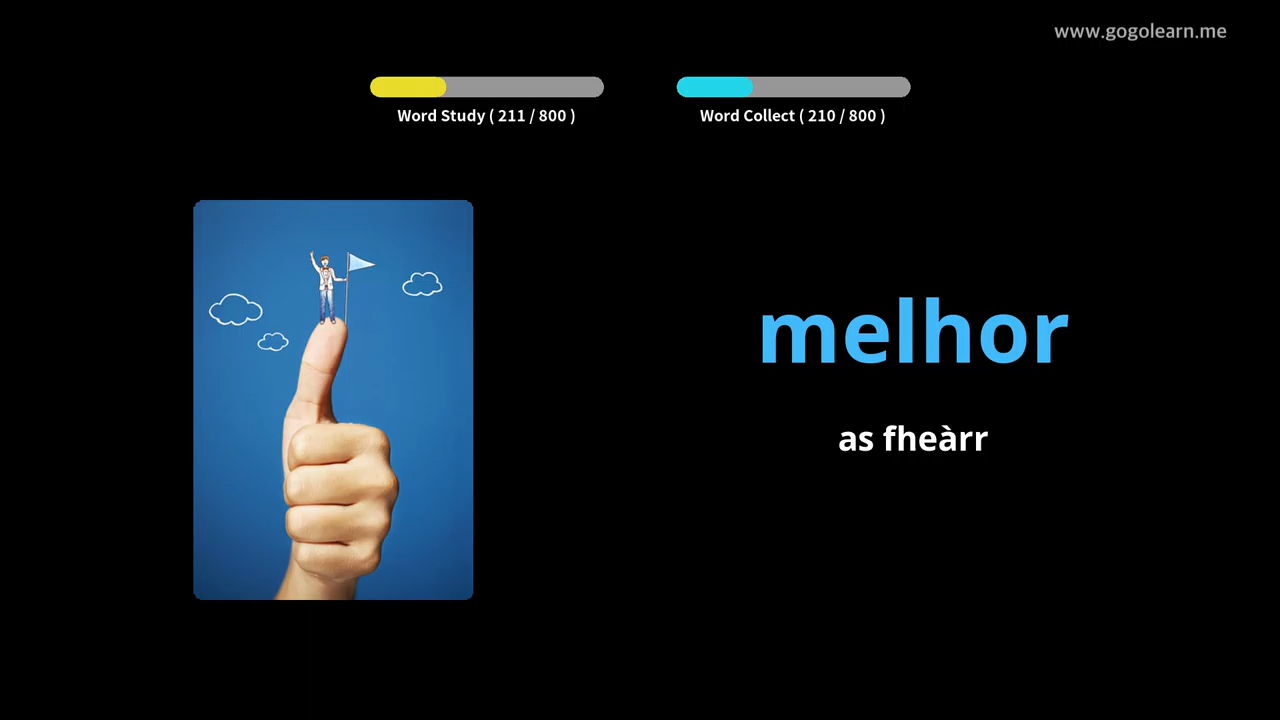 www.gogolearn.me
Word Study ( 211 / 800 )
Word Collect ( 210 / 800 )
melhor
as fheàrr